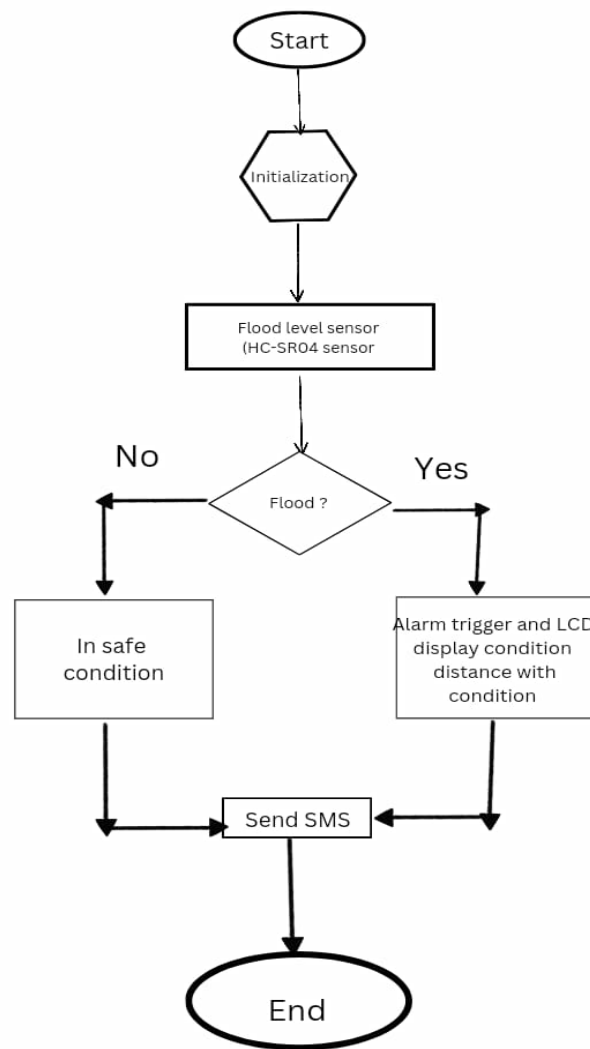 Start
Initialization
Flood level sensor
(HC-SR04 sensor
No
Yes
Flood ?
In safe
condition
Alarm trigger and LCD
display condition
distance with
condition
Send SMS
End